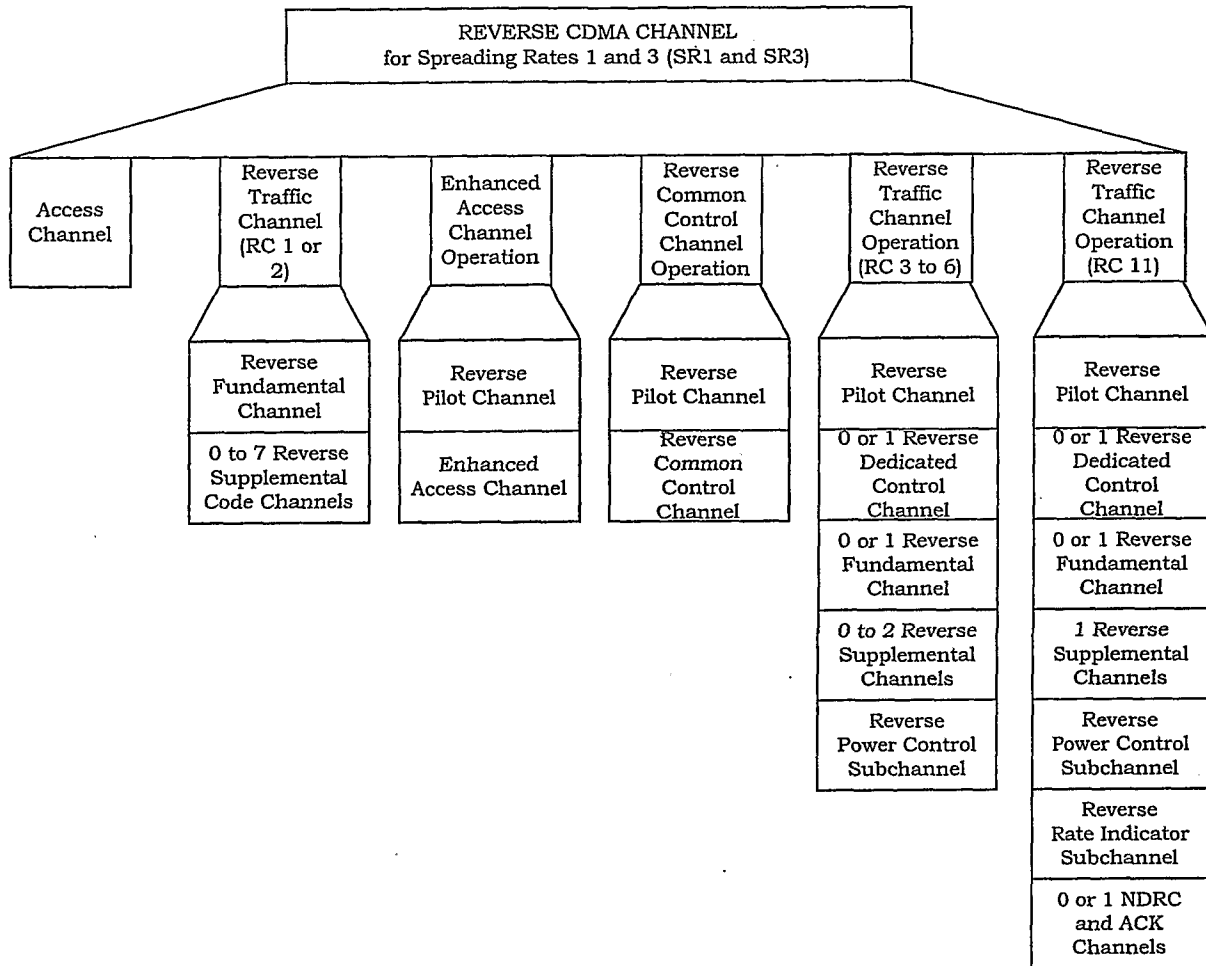 REVERSE CDMA CHANNEL
for Spreading Rates 1 and 3 (SR1 and SR3)
Access
Channel
Reverse
Traffic
Channel
(RC 1 or
2)
Enhanced
Access
Channel
Operation
Reverse
Common
Control
Channel
Operation
Reverse
Traffic
Channel
Operation
(RC 3 to 6)
Reverse
Traffic
Channel
Operation
(RC 11)
Reverse
Fundamental
Channel
0 to 7 Reverse
Supplemental
Code Channels
Reverse
Pilot Channel
Enhanced
Access Channel
Reverse
Pilot Channel
Reverse
Common
Control
Channel
Reverse
Pilot Channel
0 or 1 Reverse
Dedicated
Control
Channel
0 or 1 Reverse
Fundamental
Channel
0 to 2 Reverse
Supplemental
Channels
Reverse
Power Control
Subchannel
Reverse
Pilot Channel
0 or 1 Reverse
Dedicated
Control
Channel
0 or 1 Reverse
Fundamental
Channel
1 Reverse
Supplemental
Channels
Reverse
Power Control
Subchannel
Reverse
Rate Indicator
Subchannel
0 or 1 NDRC
and ACK
Channels